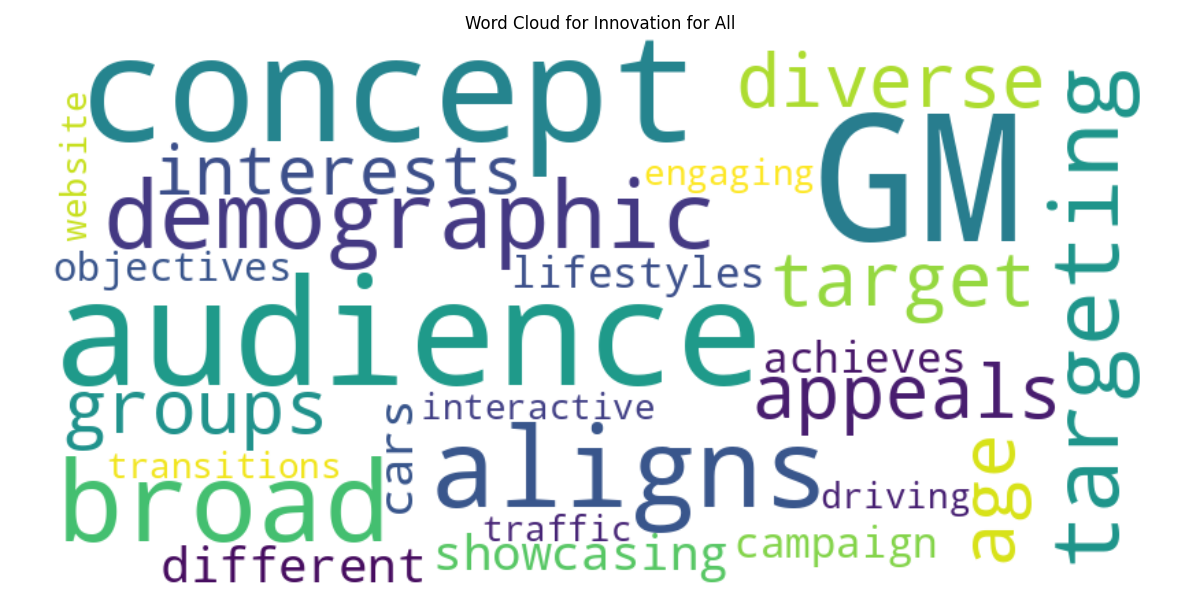 Word Cloud for Innovation for All
concept
diverse
website
interests
engaging
GM
targeting
demographic
objectives
lifestyles
target
audience
achieves
appeals
groups
cars
interactive
transitions
aligns
broad
driving
age
traffic
different
showcasing
campaign